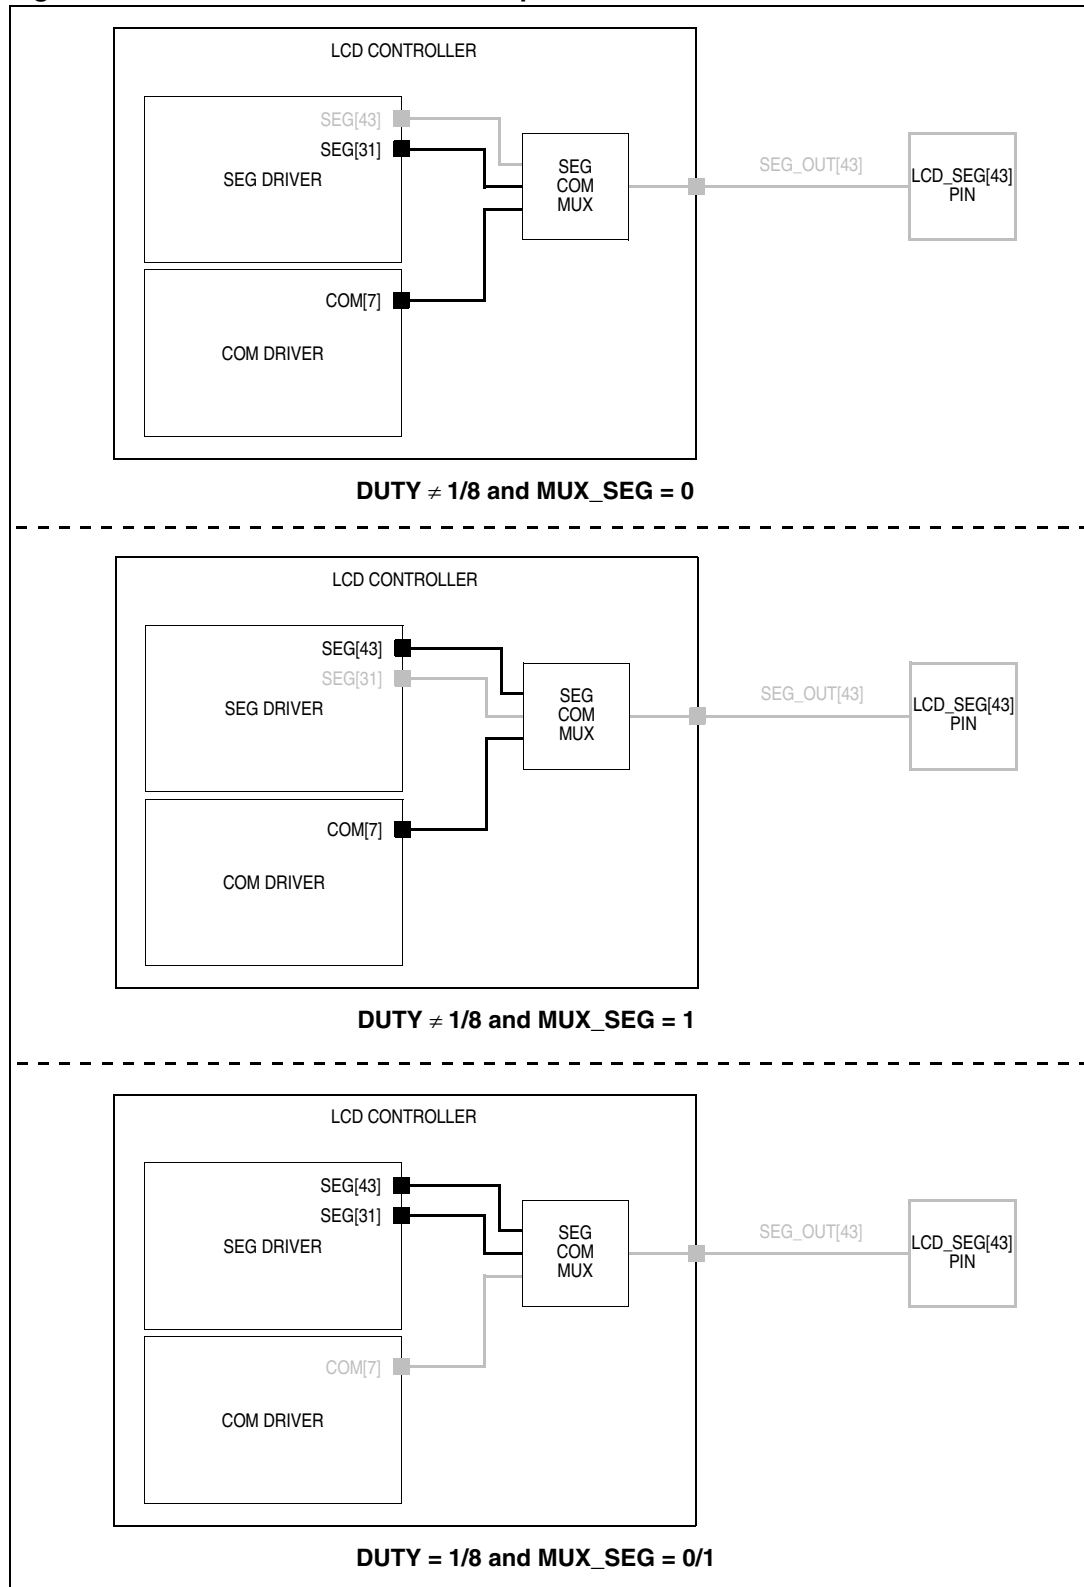 LCD CONTROLLER
SEG[43]
SEG[31]
SEG DRIVER
SEG
COM
MUX
SEG_OUT[43]
LCD_SEG[43]
PIN
COM[7]
COM DRIVER
DUTY ≠ 1/8 and MUX_SEG = 0
LCD CONTROLLER
SEG[43]
SEG[31]
SEG DRIVER
SEG
COM
MUX
SEG_OUT[43]
LCD_SEG[43]
PIN
COM[7]
COM DRIVER
DUTY ≠ 1/8 and MUX_SEG = 1
LCD CONTROLLER
SEG[43]
SEG[31]
SEG DRIVER
SEG
COM
MUX
SEG_OUT[43]
LCD_SEG[43]
PIN
COM[7]
COM DRIVER
DUTY = 1/8 and MUX_SEG = 0/1